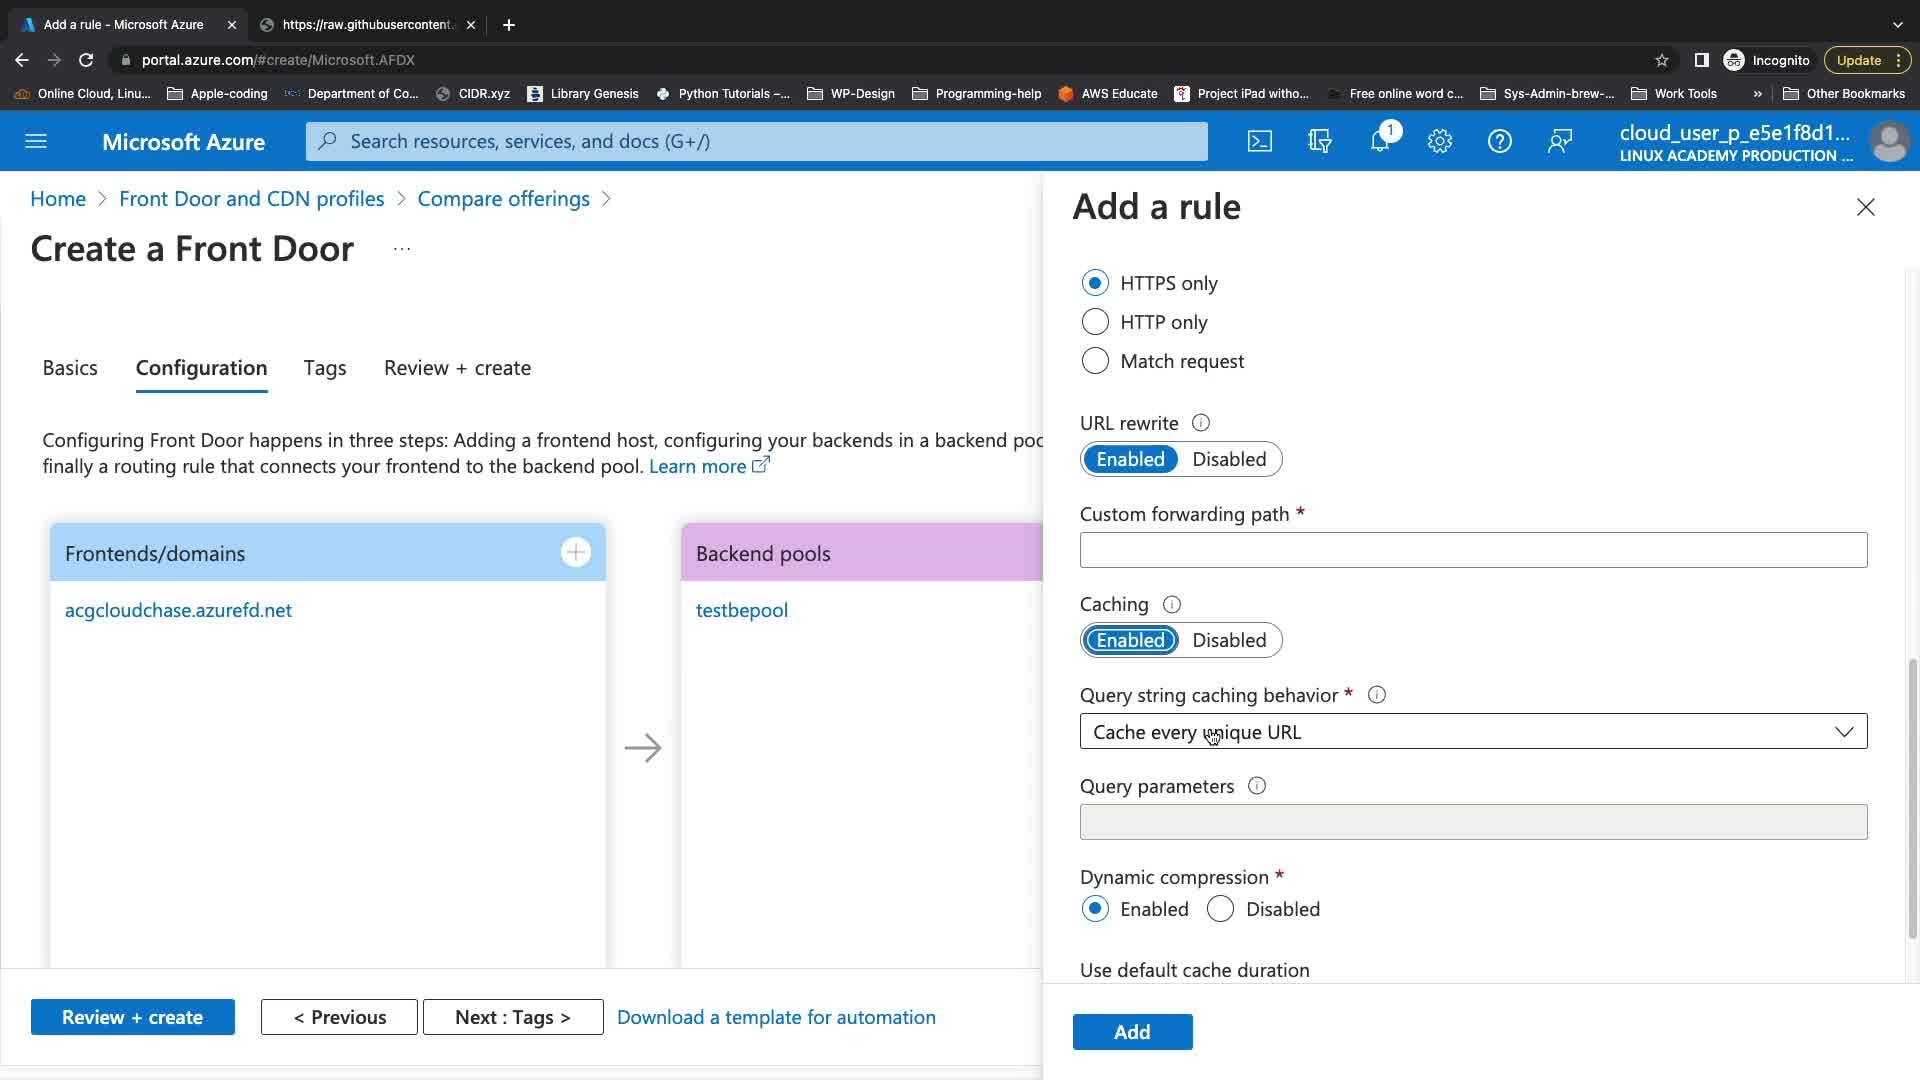 Add a rule - Microsoft Azure
https://raw.githubusercontent.
portal.azure.com/#create/Microsoft.AFDX
Incognito
Update
Online Cloud, Linu...
Apple-coding
Department of Co...
CIDR.xyz
Library Genesis
Python Tutorials –...
WP-Design
Programming-help
AWS Educate
Project iPad witho...
Free online word c...
Sys-Admin-brew-...
Work Tools
»
Other Bookmarks
Microsoft Azure
Search resources, services, and docs (G+/)
1
cloud_user_p_e5e1f8d1...
LINUX ACADEMY PRODUCTION ...
Home > Front Door and CDN profiles > Compare offerings >
Create a Front Door ...
Basics
Configuration
Tags
Review + create
Configuring Front Door happens in three steps: Adding a frontend host, configuring your backends in a backend poo
finally a routing rule that connects your frontend to the backend pool. Learn more
Frontends/domains
acgcloudchase.azurefd.net
Backend pools
testbepool
Review + create
< Previous
Next : Tags >
Download a template for automation
Add a rule
HTTPS only
HTTP only
Match request
URL rewrite
Enabled Disabled
Custom forwarding path *
Caching
Enabled Disabled
Query string caching behavior *
Cache every unique URL
Query parameters
Dynamic compression *
Enabled Disabled
Use default cache duration
Add